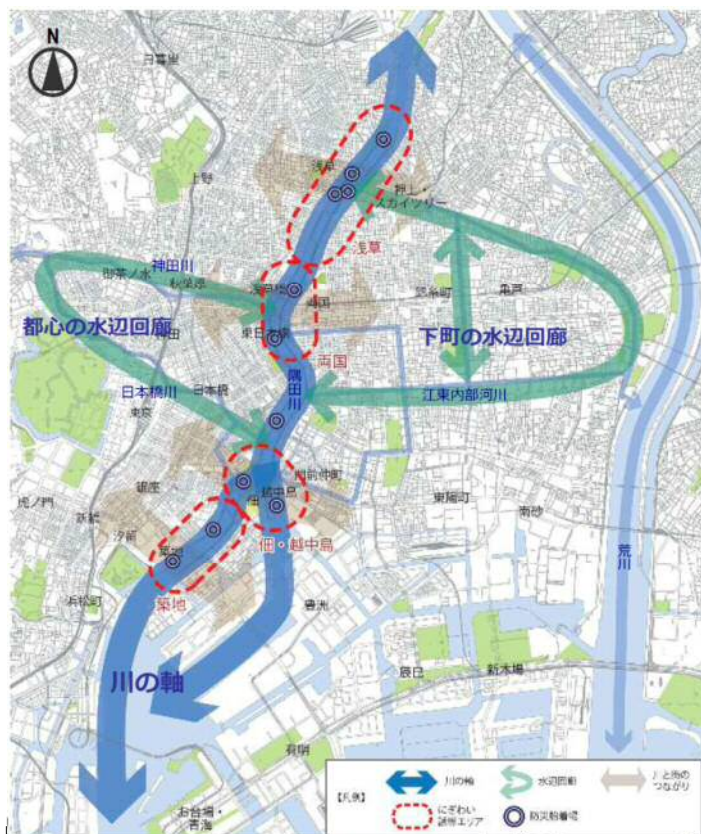 N
日暮里
上野
浅草
押上・
スカイツリー
浅草
神田川
御茶ノ水
秋葉原
浅草橋
両国
錦糸町
亀戸
都心の水辺回廊
神田
東日本橋
下町の水辺回廊
両国
隅田川
日本橋川
日本橋
江東内部河川
東京
銀座
門前仲町
越中島
佃
東陽町
南砂
虎ノ門
新橋
汐留
築地
佃・越中島
荒川
浜松町
築地
豊洲
川の軸
辰巳
新木場
有明
お台場・
青海
【凡例】
川の軸
水辺回廊
川と街の
つながり
にぎわい
誘導エリア
防災船着場